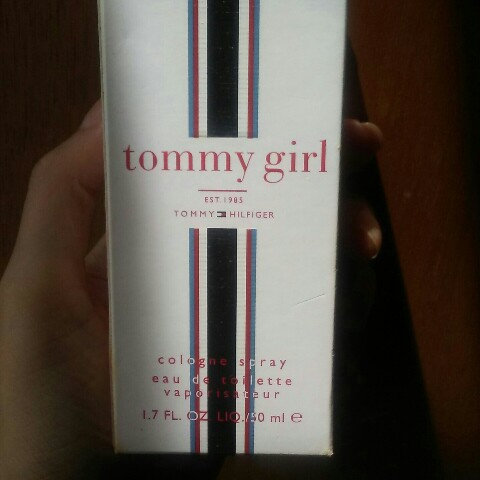 tommy girl
EST. 1985
TOMMY HILFIGER
cologne spray
eau de toilette
vaporisateur
1.7 FL. OZ. LIQ./50 ml ℮